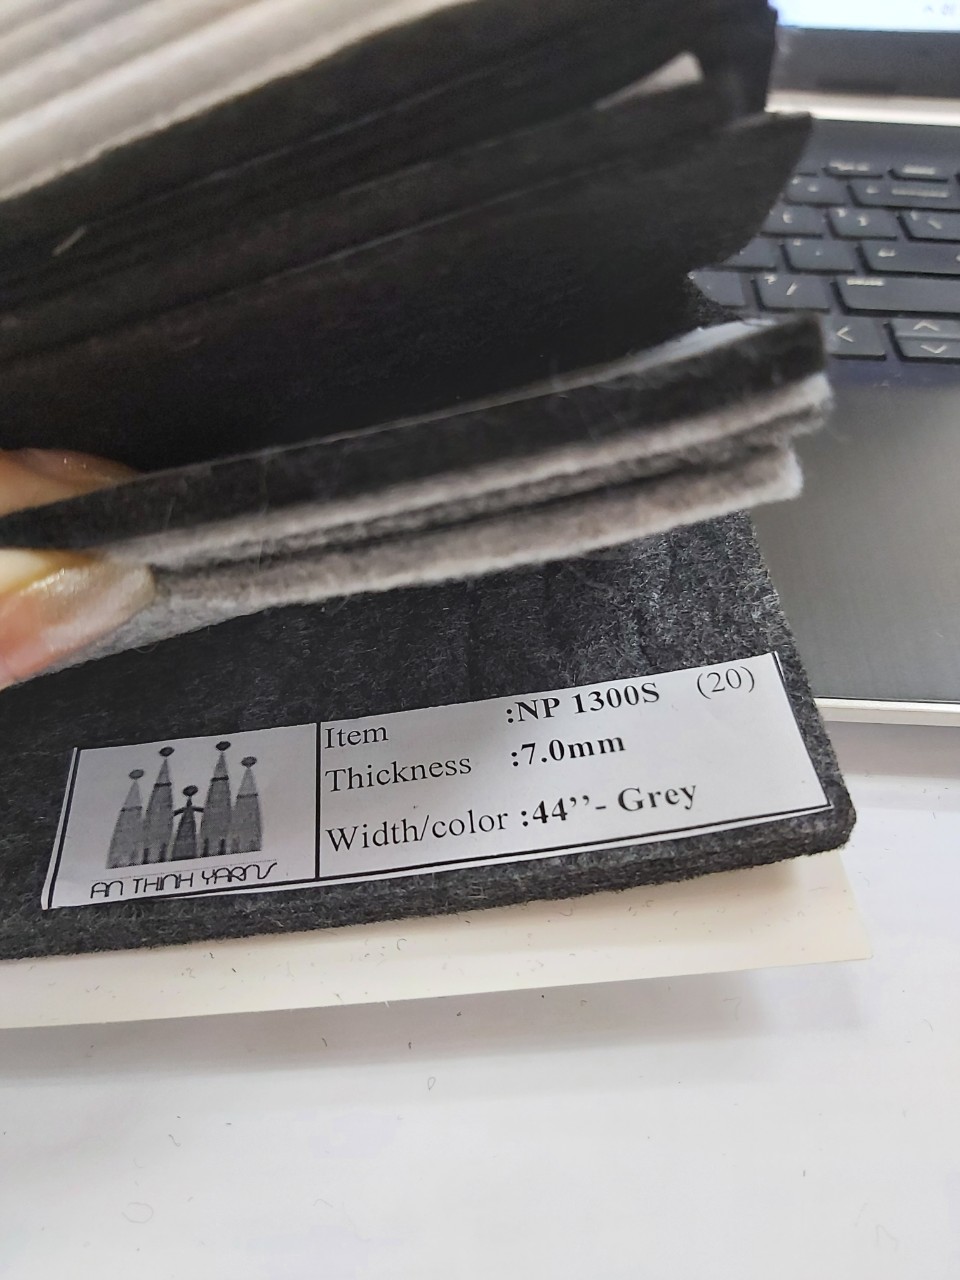 Item :NP 1300S (20)
Thickness :7.0mm
Width/color :44’’- Grey
AN THINH YARNS